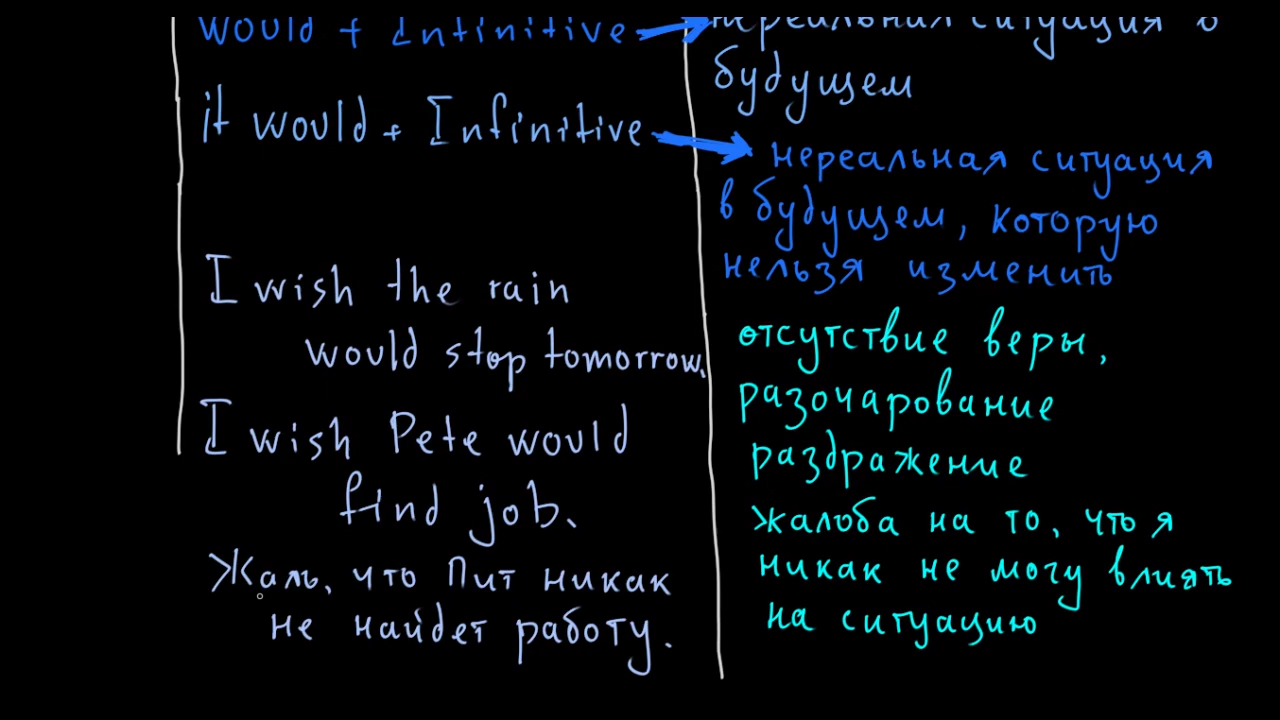 would + Infinitive
it would + Infinitive
I wish the rain
would stop tomorrow.
I wish Pete would
find job.
Жаль, что Пит никак
не найдет работу.
нереальная ситуация в
будущем
нереальная ситуация
в будущем, которую
нельзя изменить
отсутствие веры,
разочарование
раздражение
жалоба на то, что я
никак не могу влиять
на ситуацию